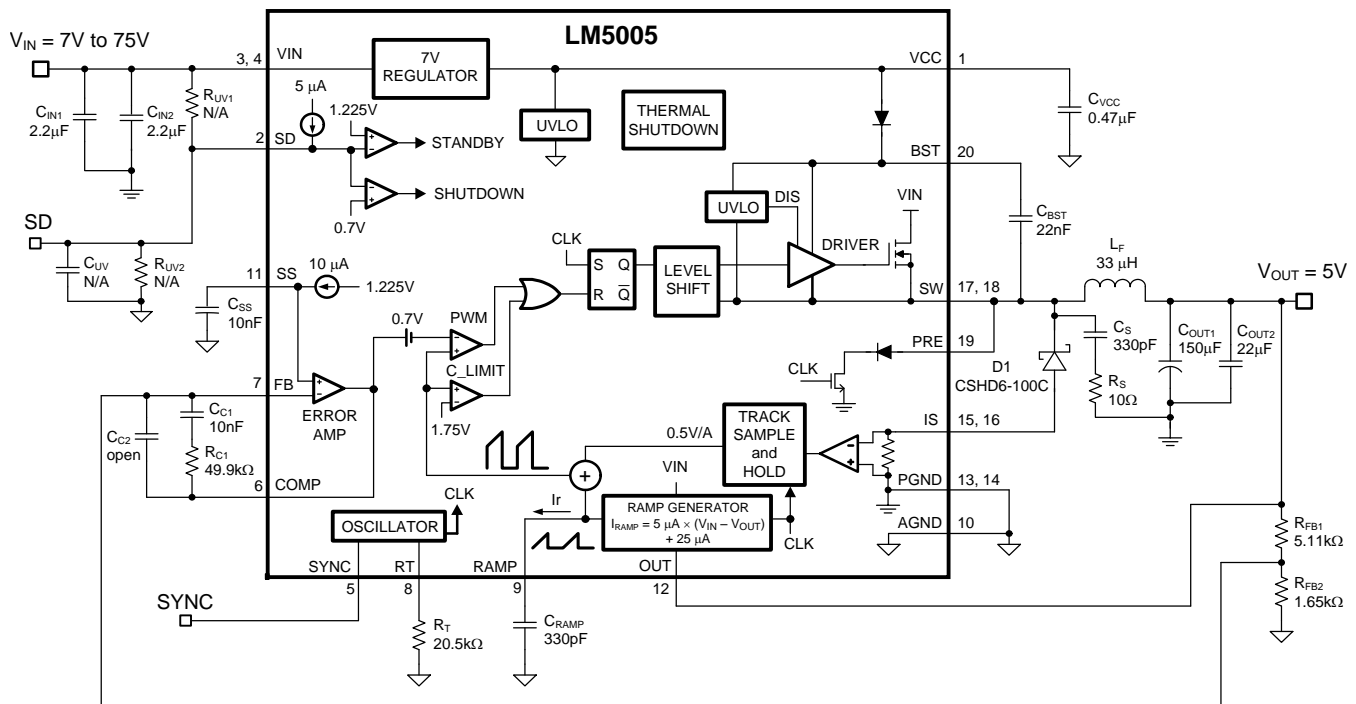 LM5005
V_IN = 7V to 75V
3, 4
VIN
7V
REGULATOR
VCC
1
C_IN1
2.2μF
C_IN2
2.2μF
R_UV1
N/A
5 μA
1.225V
2
SD
STANDBY
SHUTDOWN
0.7V
UVLO
THERMAL
SHUTDOWN
C_VCC
0.47μF
BST
20
UVLO
DIS
VIN
DRIVER
C_BST
22nF
SD
C_UV
N/A
R_UV2
N/A
11
SS
10 μA
1.225V
C_SS
10nF
CLK
S
Q
R
Q̅
LEVEL
SHIFT
SW
17, 18
L_F
33 μH
V_OUT = 5V
0.7V
PWM
C_LIMIT
1.75V
7
FB
ERROR
AMP
C_C1
10nF
C_C2
open
R_C1
49.9kΩ
6
COMP
PRE
19
CLK
D1
CSHD6-100C
C_S
330pF
R_S
10Ω
C_OUT1
150μF
C_OUT2
22μF
0.5V/A
TRACK
SAMPLE
and
HOLD
IS
15, 16
PGND
13, 14
AGND
10
CLK
OSCILLATOR
Ir
VIN
RAMP GENERATOR
I_RAMP = 5 μA × (V_IN – V_OUT)
+ 25 μA
CLK
R_FB1
5.11kΩ
R_FB2
1.65kΩ
SYNC
5
RT
8
RAMP
9
OUT
12
SYNC
R_T
20.5kΩ
C_RAMP
330pF